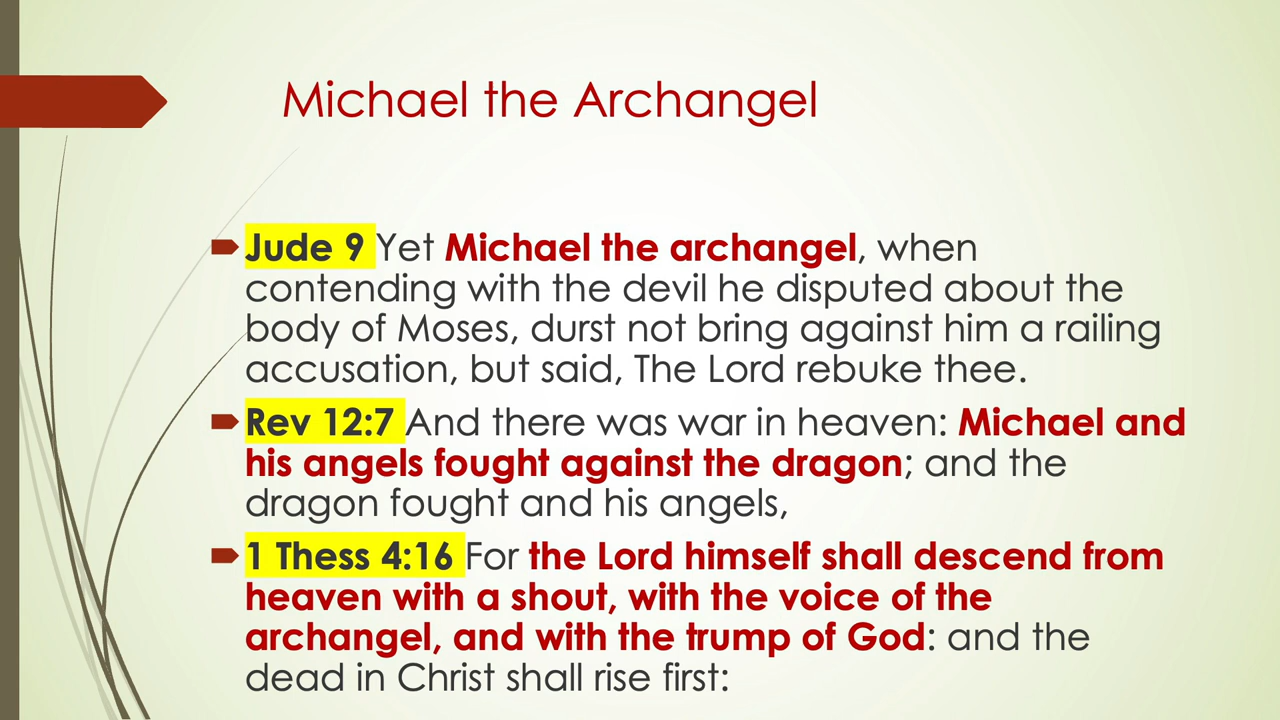 Michael the Archangel
Jude 9 Yet Michael the archangel, when
contending with the devil he disputed about the
body of Moses, durst not bring against him a railing
accusation, but said, The Lord rebuke thee.
Rev 12:7 And there was war in heaven: Michael and
his angels fought against the dragon; and the
dragon fought and his angels,
1 Thess 4:16 For the Lord himself shall descend from
heaven with a shout, with the voice of the
archangel, and with the trump of God: and the
dead in Christ shall rise first: